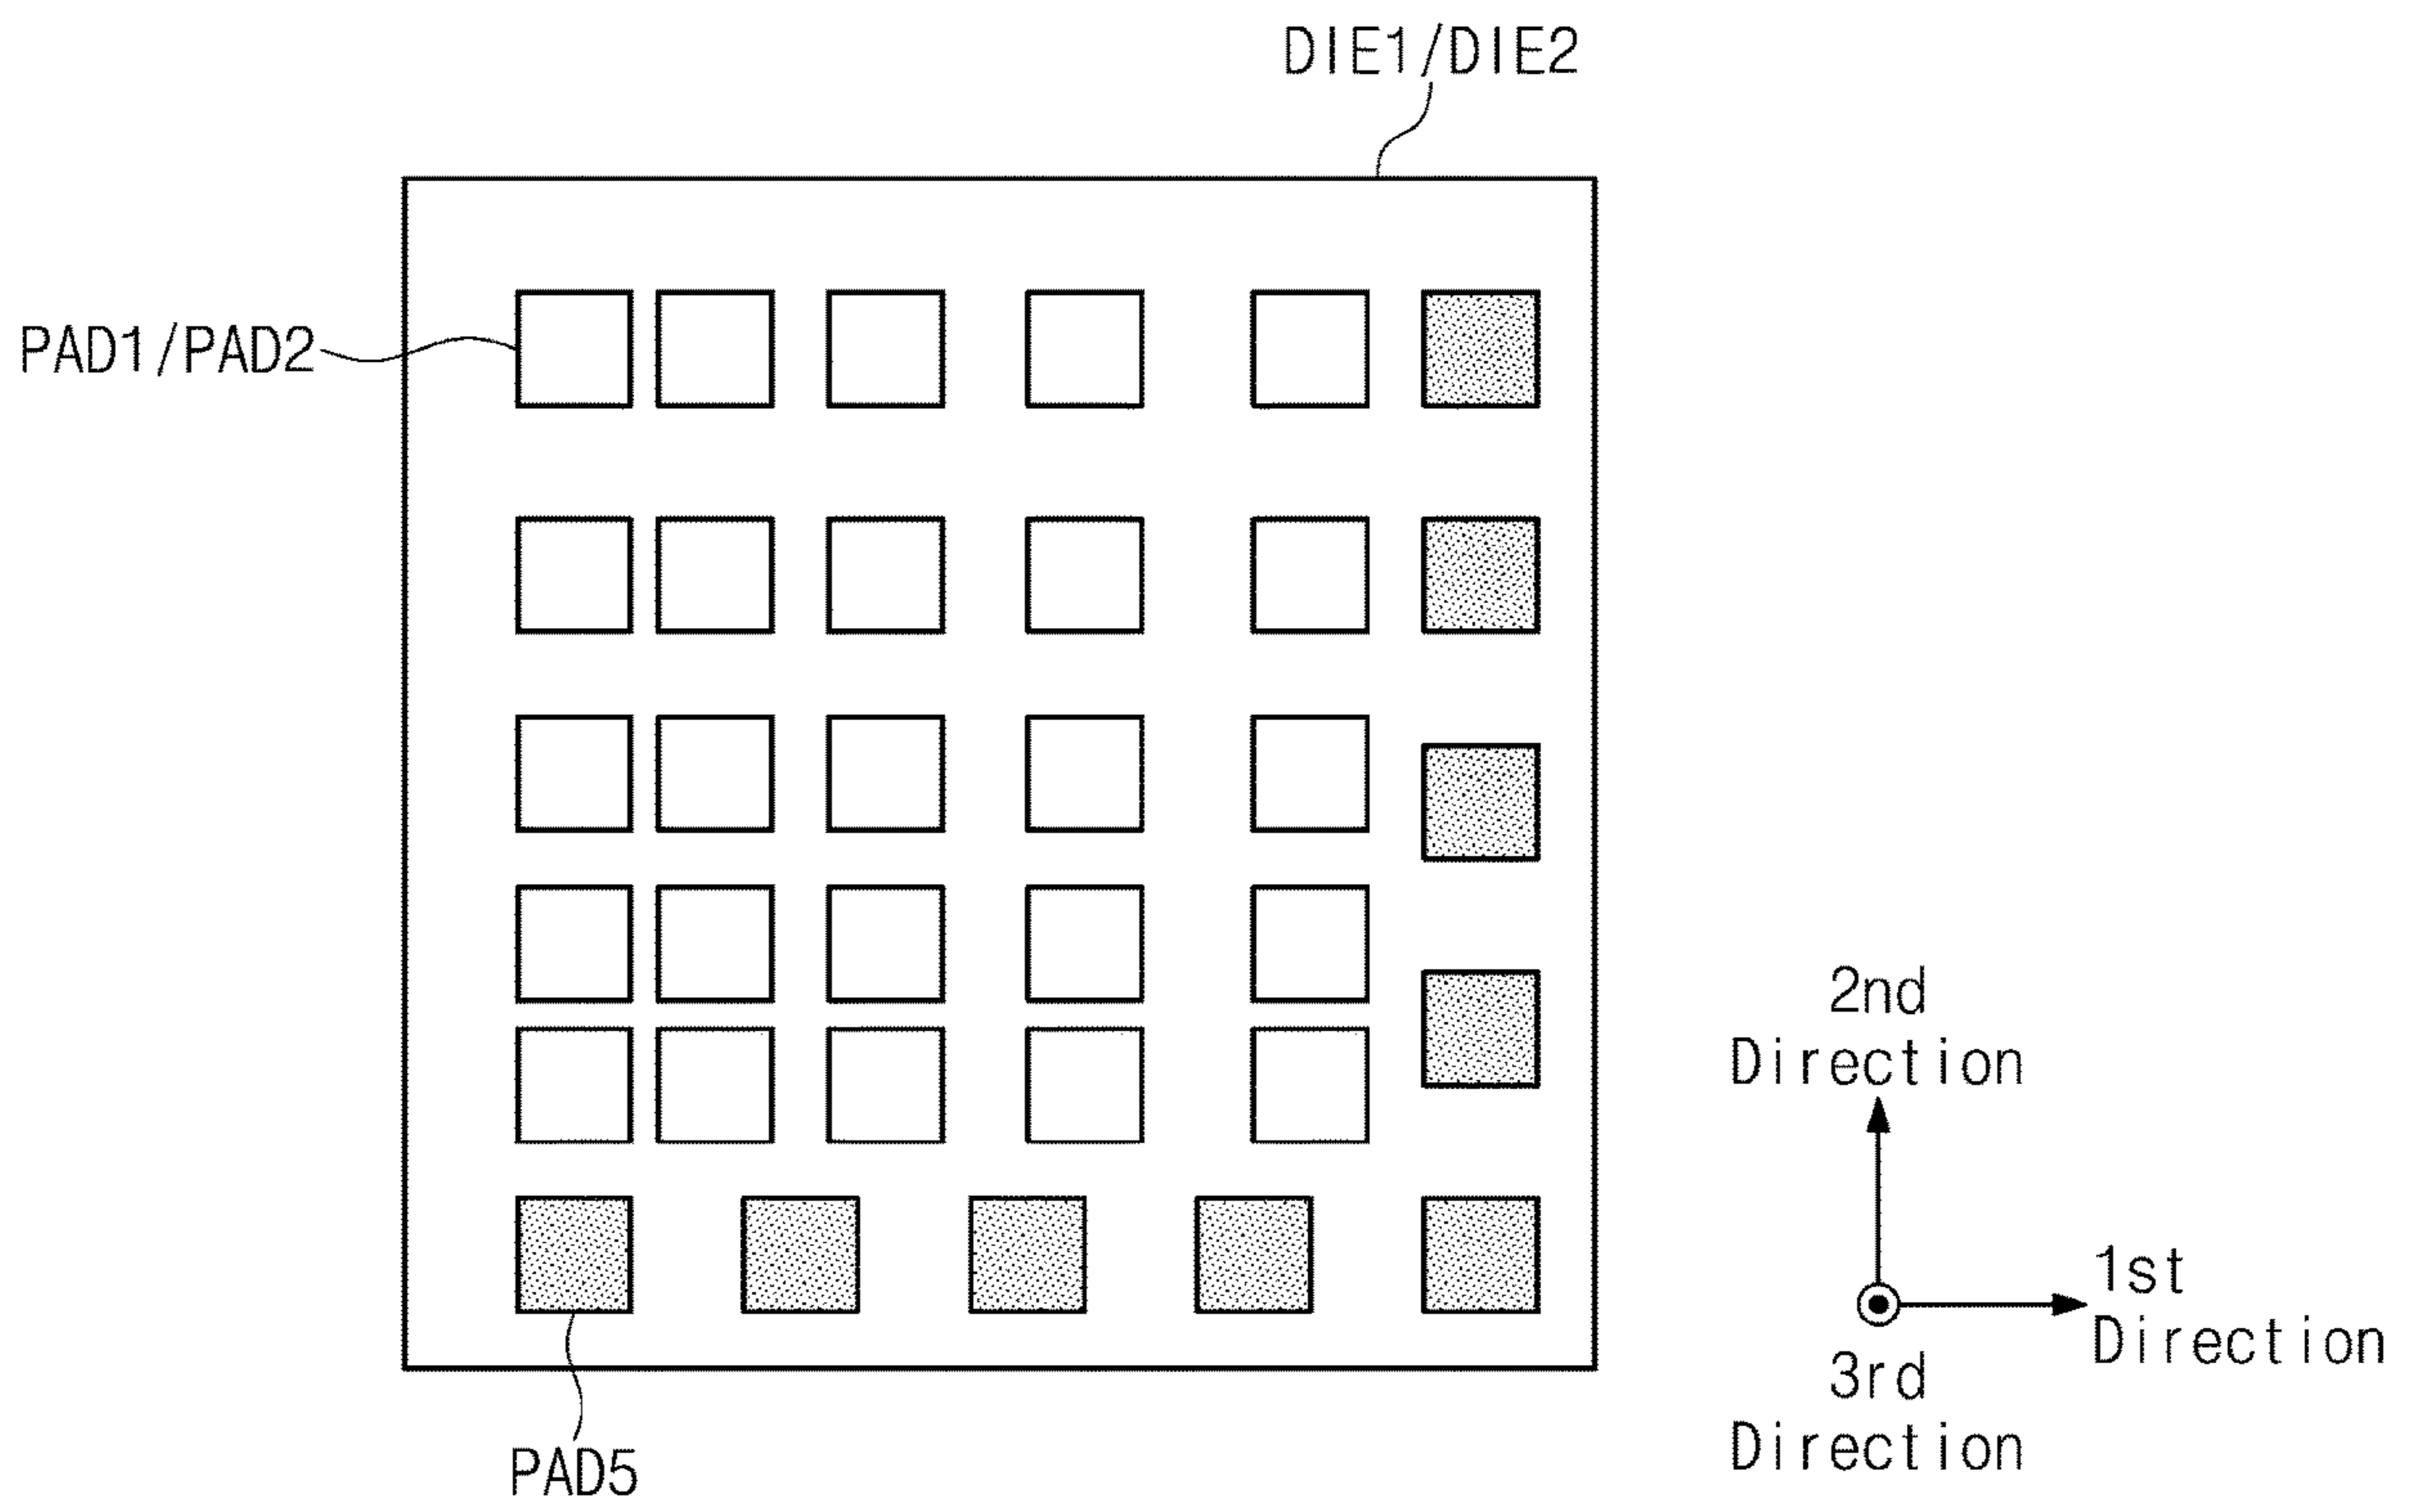 DIE1/DIE2
PAD1/PAD2
2nd
Direction
1st
Direction
3rd
Direction
PAD5